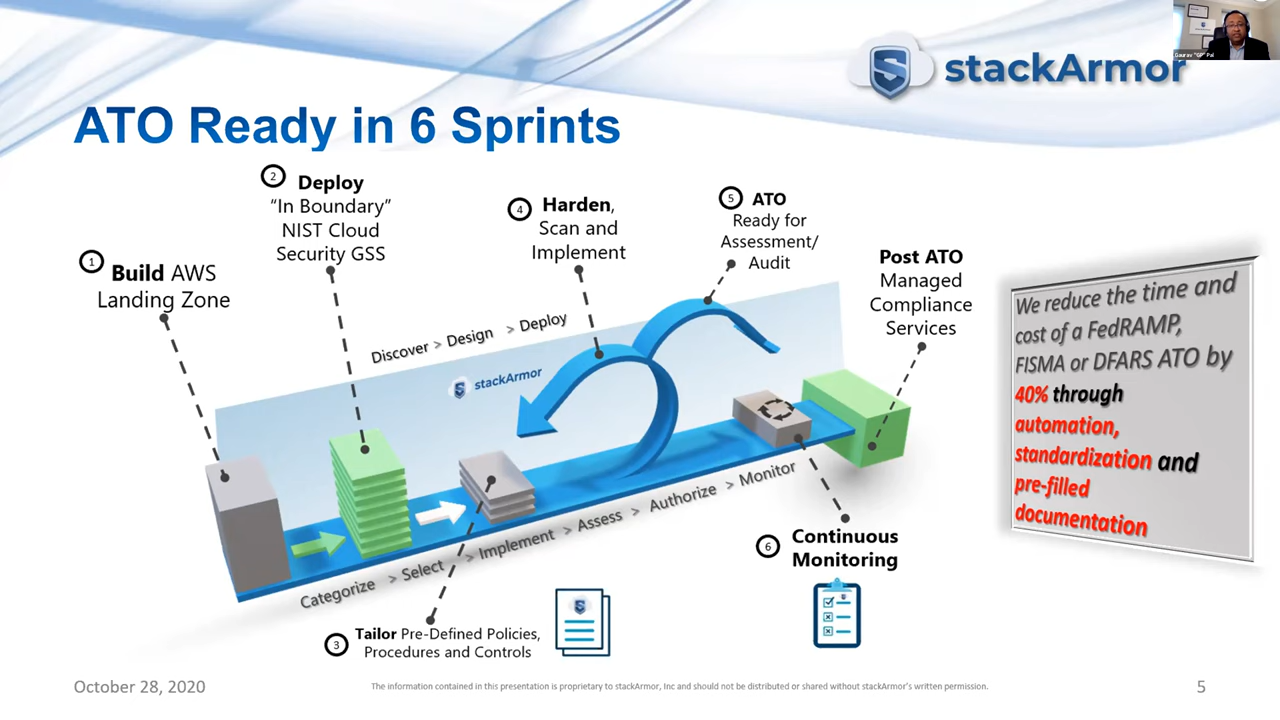 stackArmor
Gaurav "GP" Pal
ATO Ready in 6 Sprints
1
Build AWS
Landing Zone
2
Deploy
“In Boundary”
NIST Cloud
Security GSS
4
Harden,
Scan and
Implement
5
ATO
Ready for
Assessment/
Audit
Post ATO
Managed
Compliance
Services
Discover > Design > Deploy
stackArmor
Categorize > Select > Implement > Assess > Authorize > Monitor
3
Tailor Pre-Defined Policies,
Procedures and Controls
6
Continuous
Monitoring
We reduce the time and
cost of a FedRAMP,
FISMA or DFARS ATO by
40% through
automation,
standardization and
pre-filled
documentation
October 28, 2020
The information contained in this presentation is proprietary to stackArmor, Inc and should not be distributed or shared without stackArmor's written permission.
5